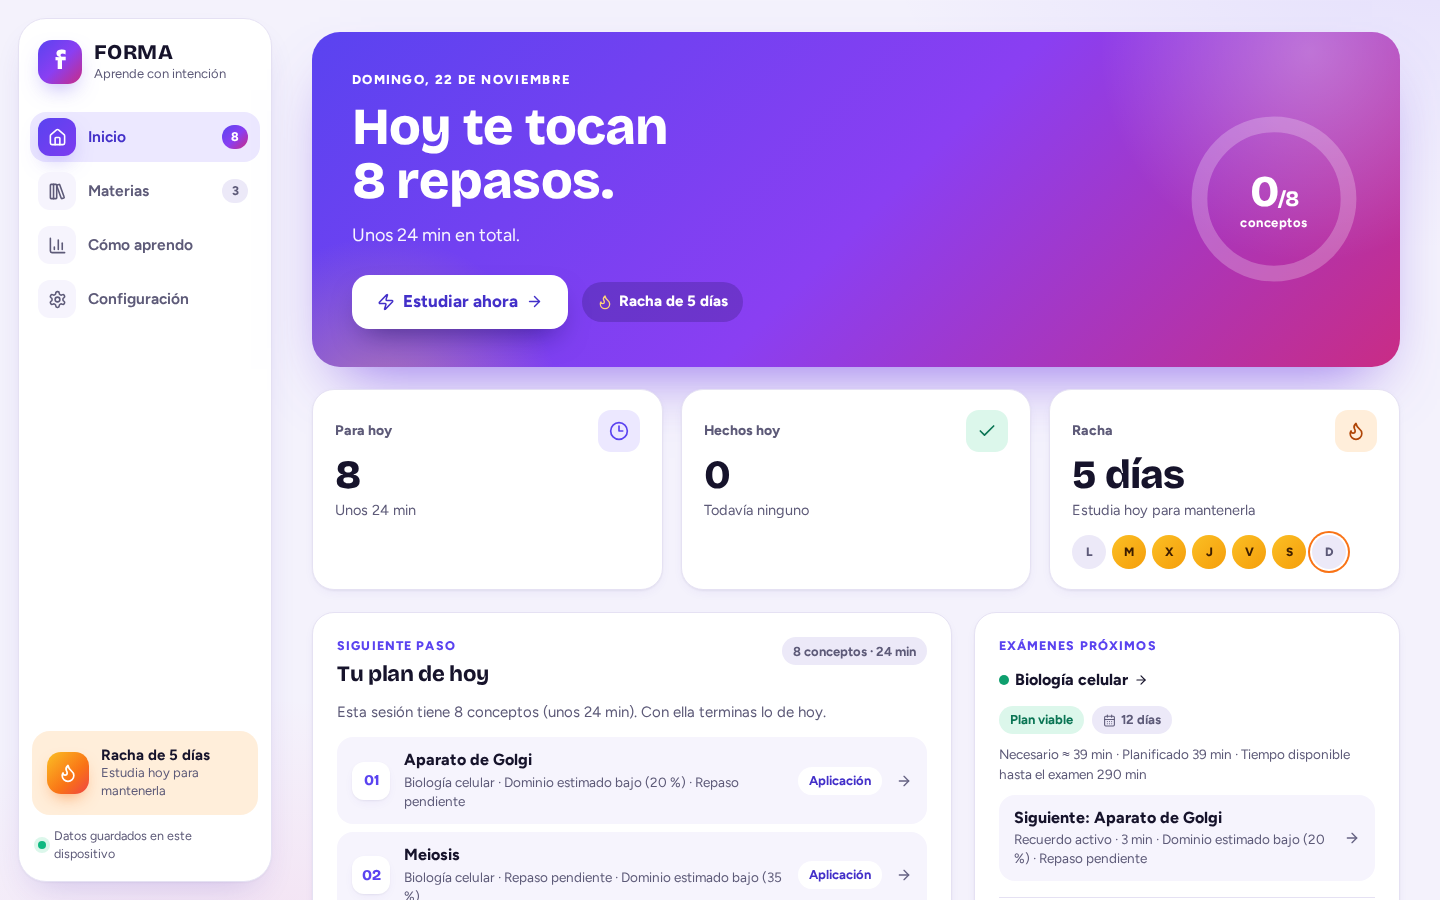 f
FORMA
Aprende con intención
Inicio
8
Materias
3
Cómo aprendo
Configuración
Racha de 5 días
Estudia hoy para
mantenerla
Datos guardados en este
dispositivo
DOMINGO, 22 DE NOVIEMBRE
Hoy te tocan
8 repasos.
Unos 24 min en total.
Estudiar ahora
Racha de 5 días
0/8
conceptos
Para hoy
8
Unos 24 min
Hechos hoy
0
Todavía ninguno
Racha
5 días
Estudia hoy para mantenerla
L M X J V S D
SIGUIENTE PASO
Tu plan de hoy
8 conceptos · 24 min
Esta sesión tiene 8 conceptos (unos 24 min). Con ella terminas lo de hoy.
01
Aparato de Golgi
Biología celular · Dominio estimado bajo (20 %) · Repaso
pendiente
Aplicación
02
Meiosis
Biología celular · Repaso pendiente · Dominio estimado bajo (35
%)
Aplicación
EXÁMENES PRÓXIMOS
Biología celular
Plan viable
12 días
Necesario ≈ 39 min · Planificado 39 min · Tiempo disponible
hasta el examen 290 min
Siguiente: Aparato de Golgi
Recuerdo activo · 3 min · Dominio estimado bajo (20
%) · Repaso pendiente